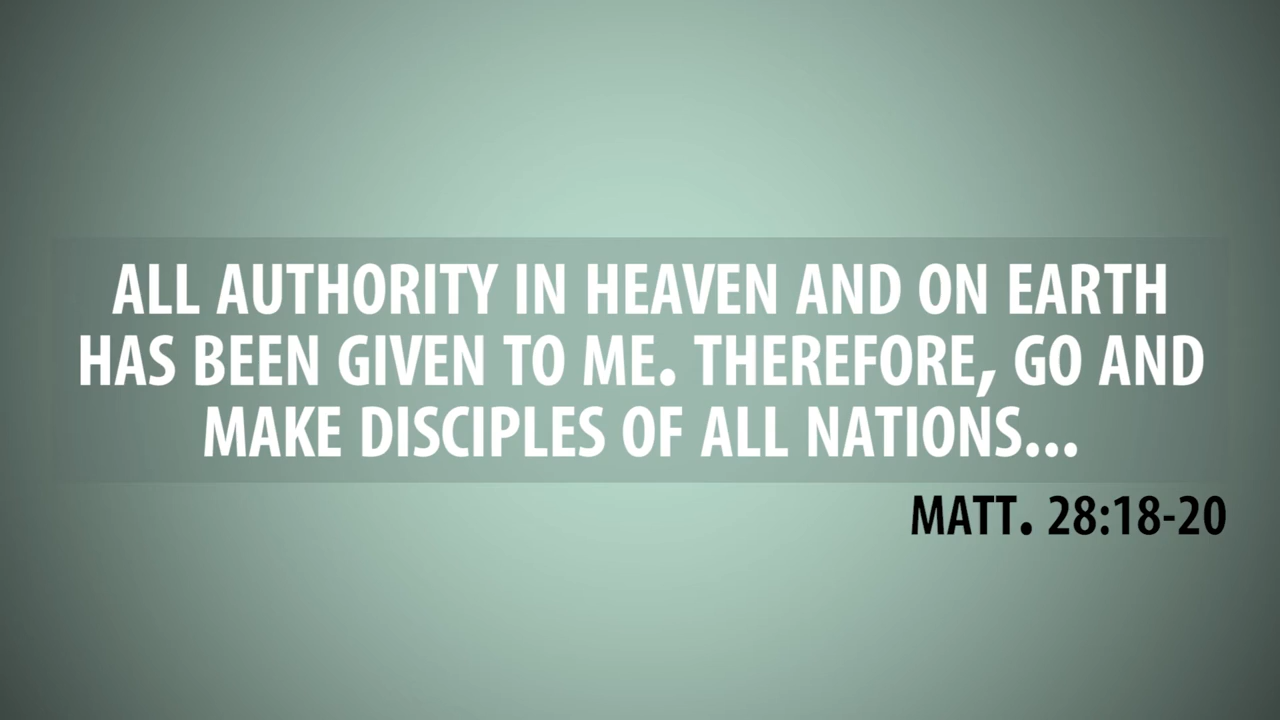 ALL AUTHORITY IN HEAVEN AND ON EARTH
HAS BEEN GIVEN TO ME. THEREFORE, GO AND
MAKE DISCIPLES OF ALL NATIONS...
MATT. 28:18-20